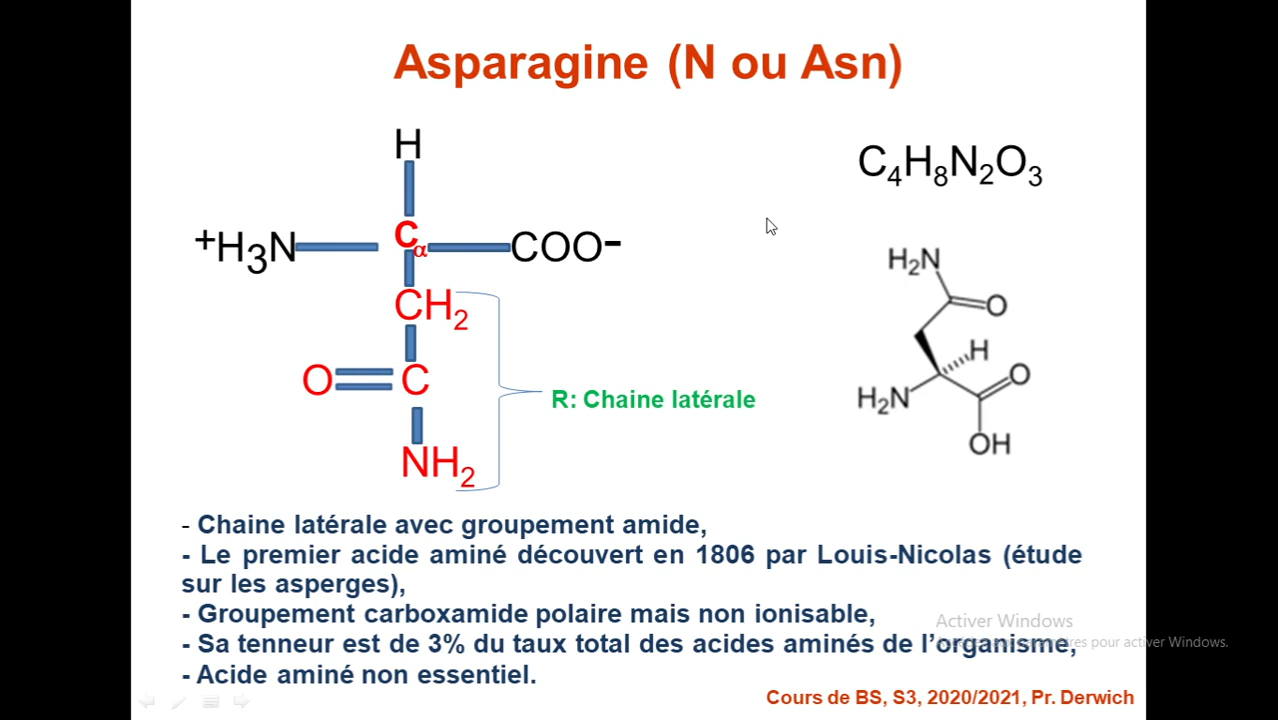 Asparagine (N ou Asn)
H
C4H8N2O3
+H3N Cα COO-
CH2
O C
NH2
R: Chaine latérale
H2N
O
H
O
H2N
OH
- Chaine latérale avec groupement amide,
- Le premier acide aminé découvert en 1806 par Louis-Nicolas (étude
sur les asperges),
- Groupement carboxamide polaire mais non ionisable,
- Sa tenneur est de 3% du taux total des acides aminés de l’organisme,
- Acide aminé non essentiel.
Activer Windows
pour activer Windows.
Cours de BS, S3, 2020/2021, Pr. Derwich